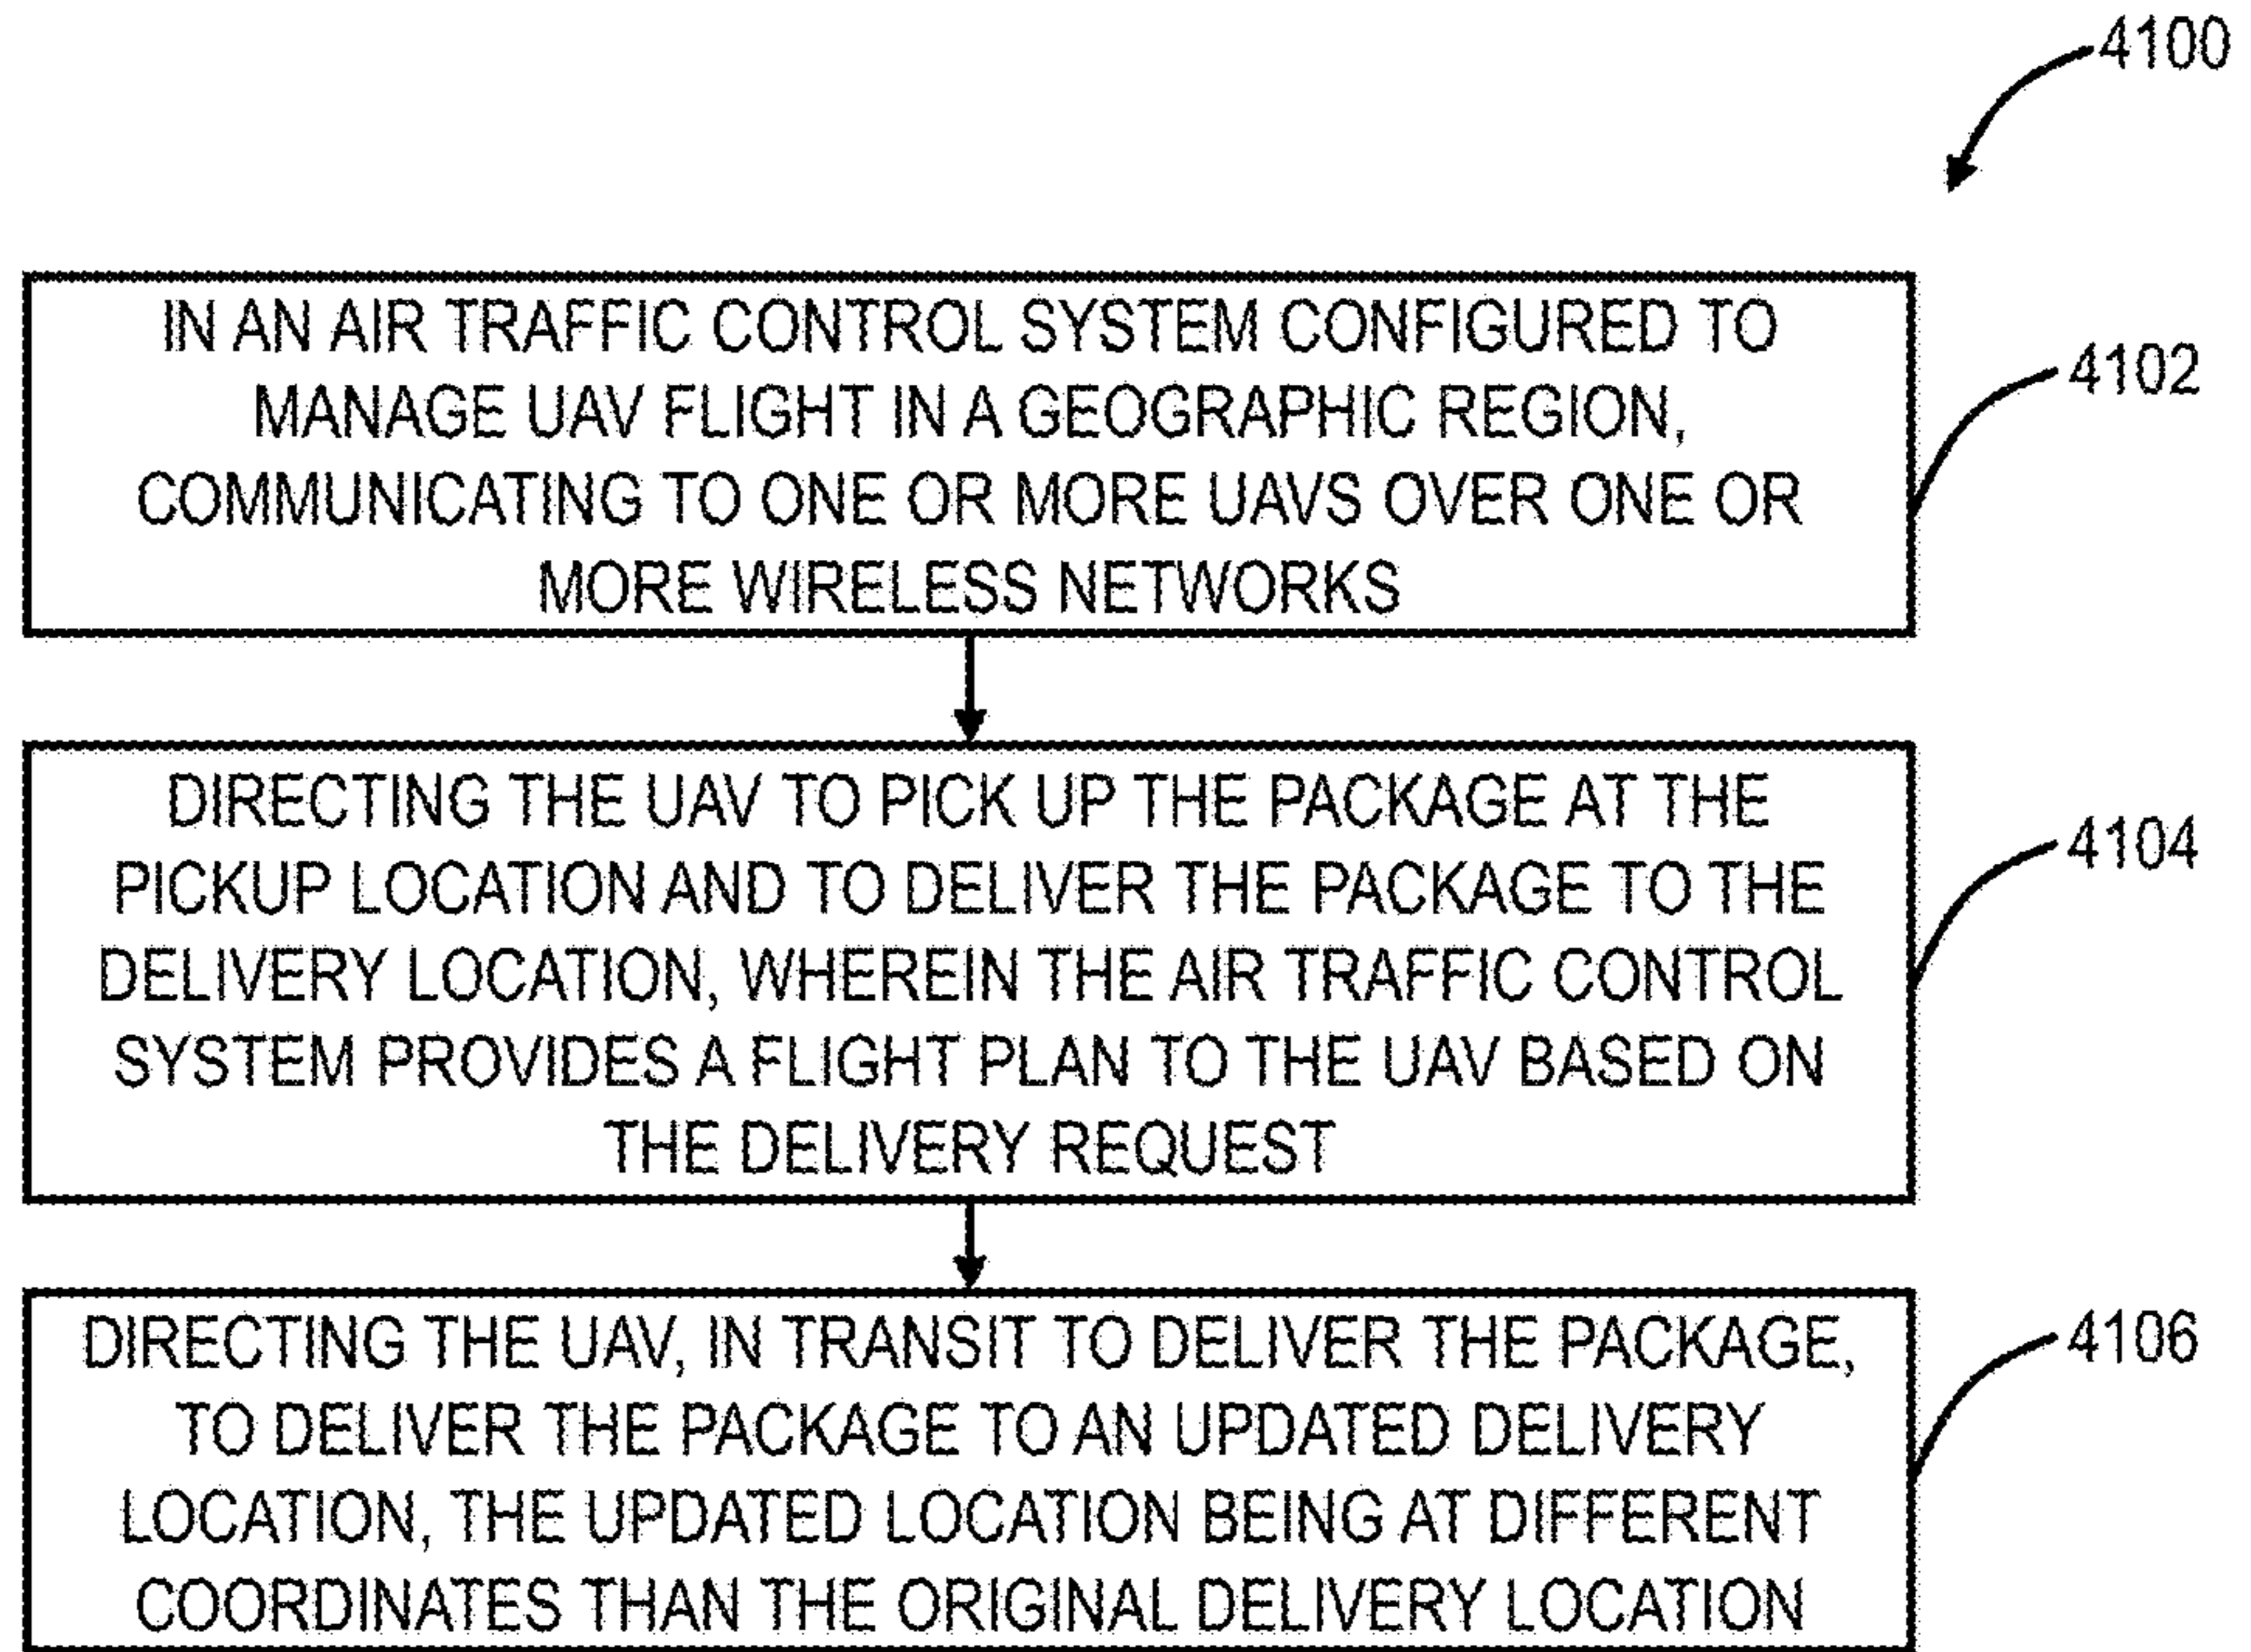 4100
IN AN AIR TRAFFIC CONTROL SYSTEM CONFIGURED TO
MANAGE UAV FLIGHT IN A GEOGRAPHIC REGION,
COMMUNICATING TO ONE OR MORE UAVS OVER ONE OR
MORE WIRELESS NETWORKS
4102
DIRECTING THE UAV TO PICK UP THE PACKAGE AT THE
PICKUP LOCATION AND TO DELIVER THE PACKAGE TO THE
DELIVERY LOCATION, WHEREIN THE AIR TRAFFIC CONTROL
SYSTEM PROVIDES A FLIGHT PLAN TO THE UAV BASED ON
THE DELIVERY REQUEST
4104
DIRECTING THE UAV, IN TRANSIT TO DELIVER THE PACKAGE,
TO DELIVER THE PACKAGE TO AN UPDATED DELIVERY
LOCATION, THE UPDATED LOCATION BEING AT DIFFERENT
COORDINATES THAN THE ORIGINAL DELIVERY LOCATION
4106